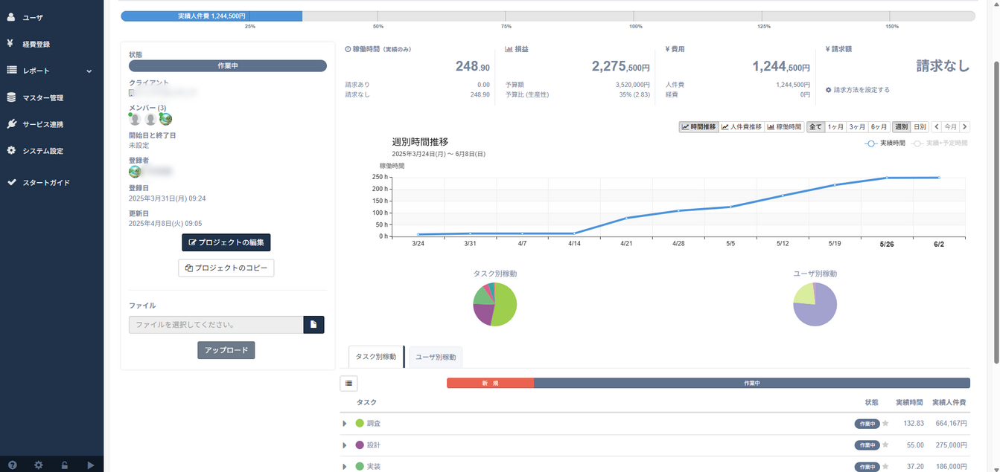 ユーザ
経費登録
レポート
マスター管理
サービス連携
システム設定
スタートガイド
実績人件費 1,244,500円
25% 50% 75% 100% 125% 150%
状態
作業中
クライアント
メンバー (3)
開始日と終了日
未設定
登録者
登録日
2025年3月31日(月) 09:24
更新日
2025年4月8日(火) 09:05
プロジェクトの編集
プロジェクトのコピー
ファイル
ファイルを選択してください。
アップロード
稼働時間 (実績のみ)
248.90
請求あり 0.00
請求なし 248.90
損益
2,275,500円
予算額 3,520,000円
予算比 (生産性) 35% (2.83)
¥ 費用
1,244,500円
人件費 1,244,500円
経費 0円
¥ 請求額
請求なし
請求方法を設定する
時間推移 人件費推移 稼働時間 全て 1ヶ月 3ヶ月 6ヶ月 週別 日別 今月
週別時間推移
2025年3月24日(月) ～ 6月8日(日)
実績時間 実績+予定時間
稼働時間
250 h
200 h
150 h
100 h
50 h
0 h
3/24 3/31 4/7 4/14 4/21 4/28 5/5 5/12 5/19 5/26 6/2
タスク別稼動 ユーザ別稼動
タスク別稼動 ユーザ別稼動
新 規 作業中
タスク 状態 実績時間 実績人件費
調査 作業中 132.83 664,167円
設計 作業中 55.00 275,000円
実装 作業中 37.20 186,000円